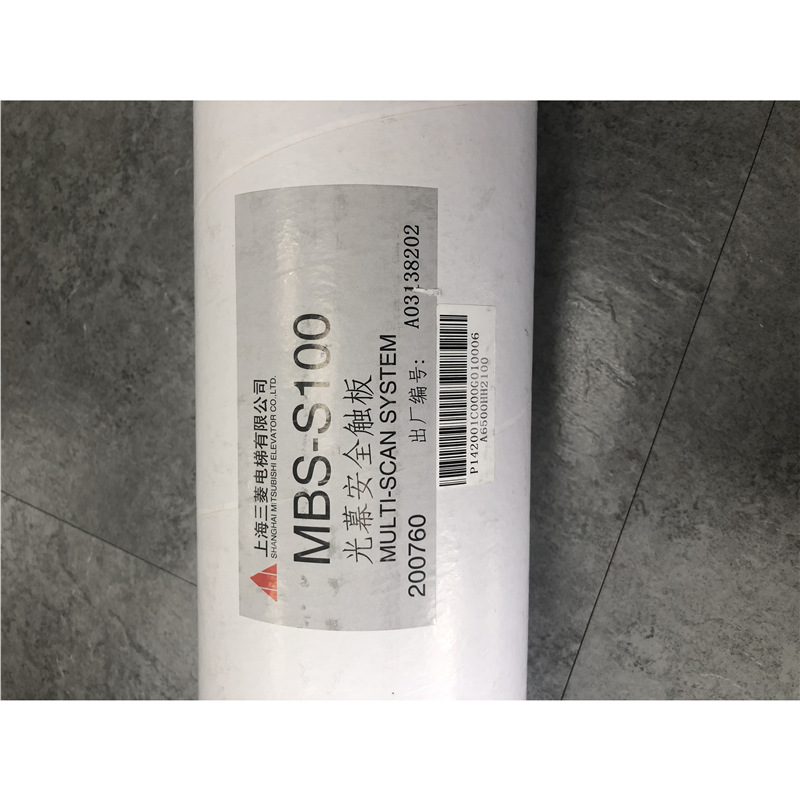 上海三菱电梯有限公司
SHANGHAI MITSUBISHI ELEVATOR CO.,LTD.
MBS-S100
光幕安全触板
MULTI-SCAN SYSTEM
200760 出厂编号: A03138202
P142001C000G010006
A6500HH2100